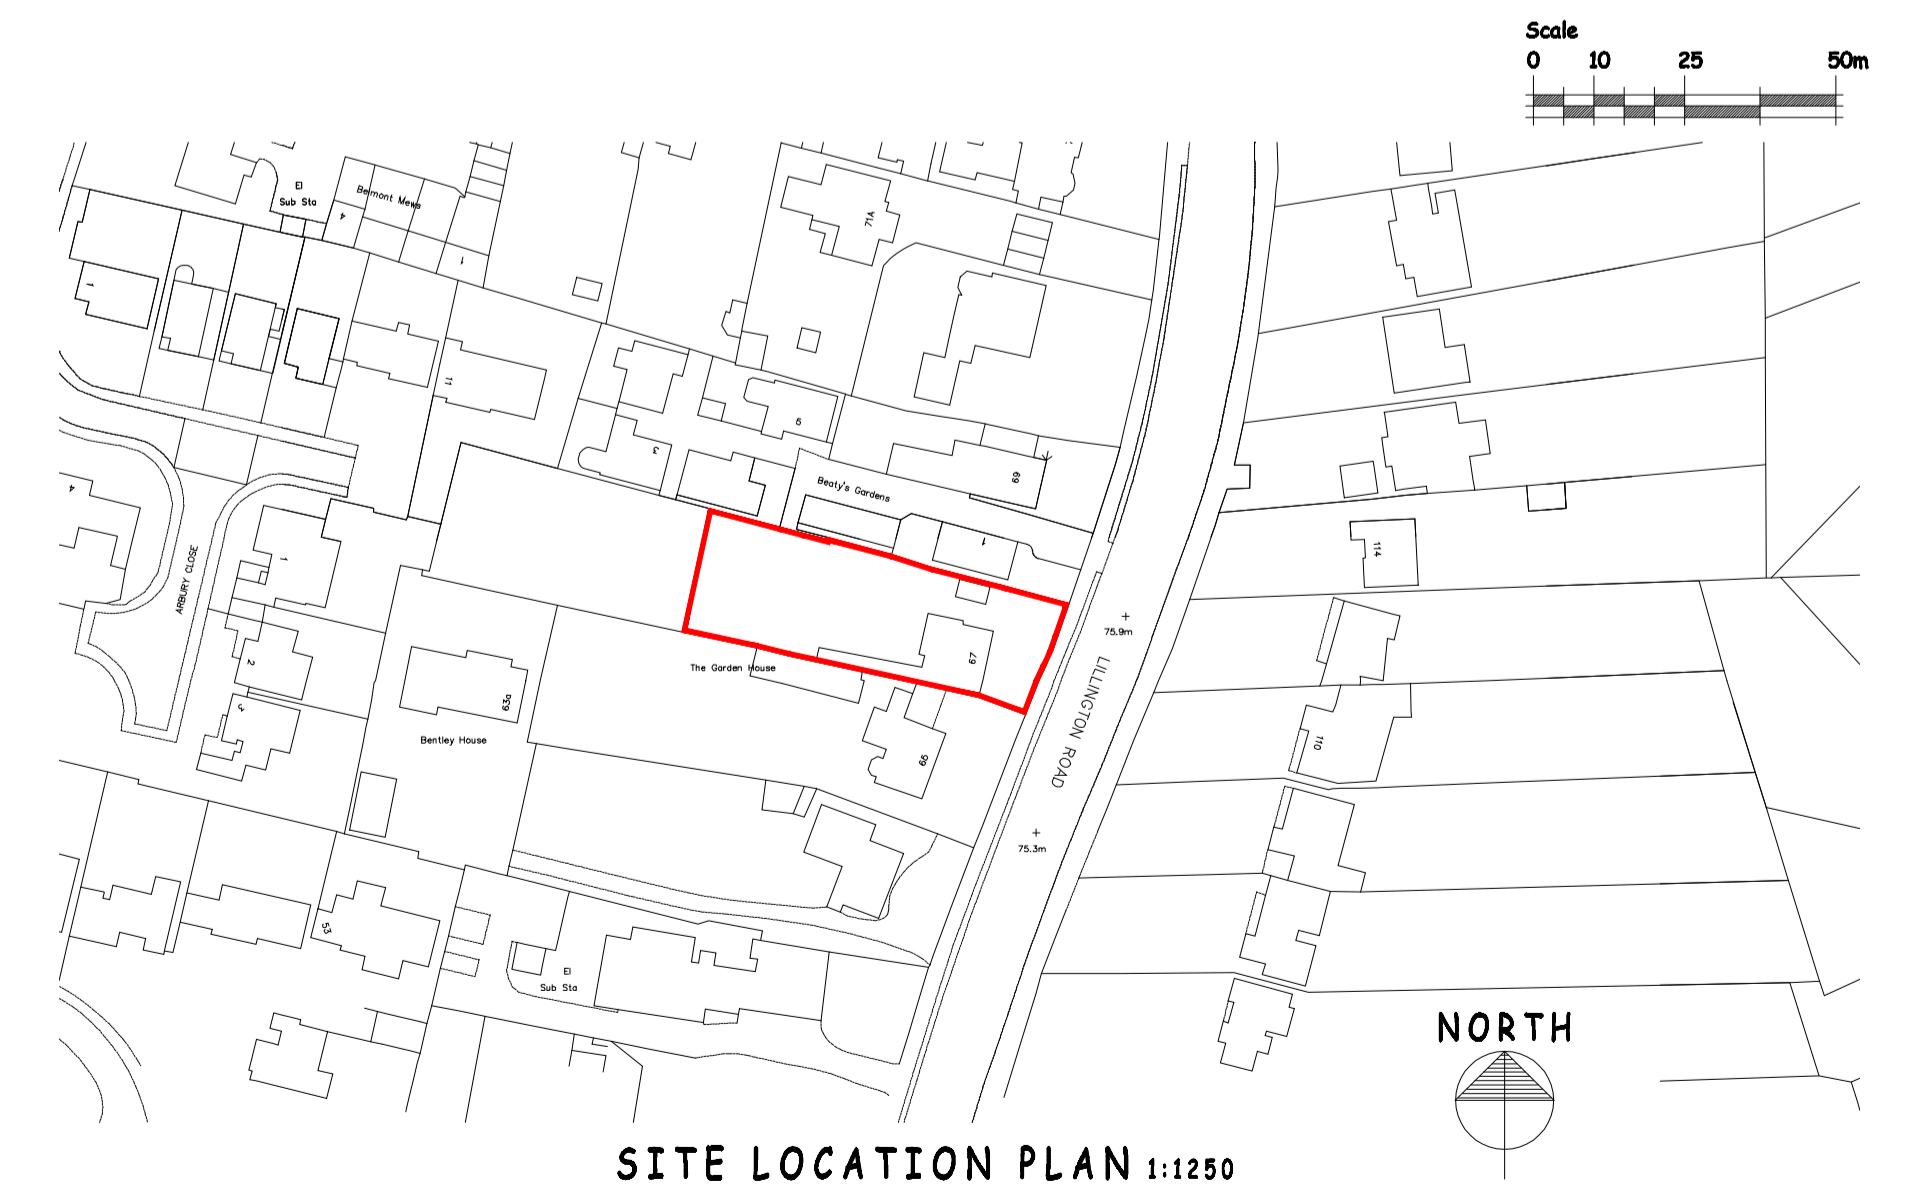 Scale
0 10 25 50m
El
Sub Sta
Belmont Mews
4
1
71A
1
11
5
3
69
Beaty's Gardens
1
4
ARBURY CLOSE
1
114
2
67
75.9m
The Garden House
LILLINGTON ROAD
63a
3
Bentley House
65
110
75.3m
53
El
Sub Sta
NORTH
SITE LOCATION PLAN 1:1250